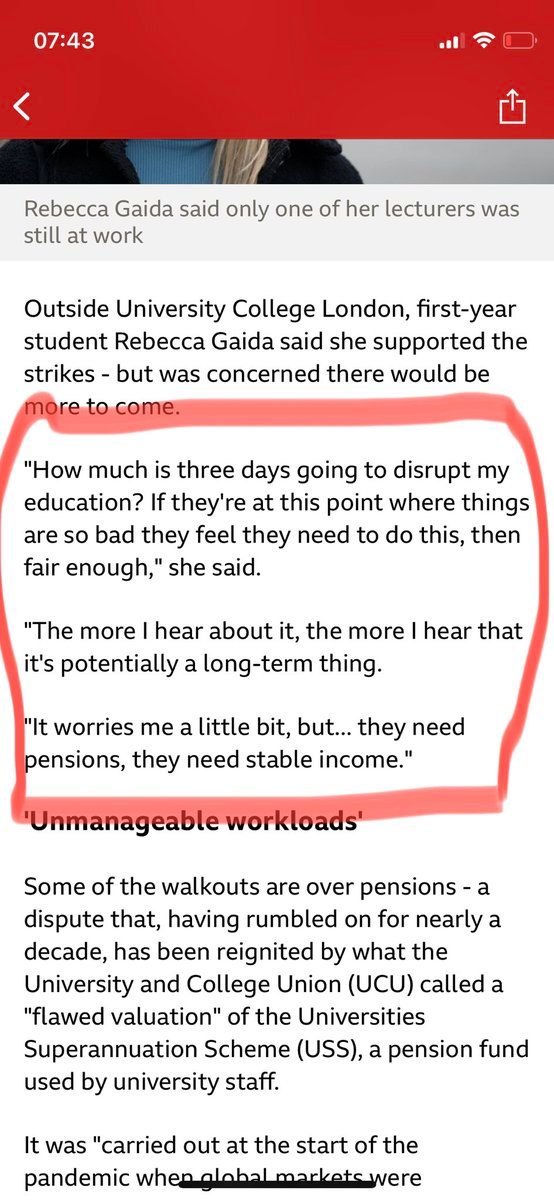 07:43
Rebecca Gaida said only one of her lecturers was
still at work
Outside University College London, first-year
student Rebecca Gaida said she supported the
strikes - but was concerned there would be
more to come.
"How much is three days going to disrupt my
education? If they're at this point where things
are so bad they feel they need to do this, then
fair enough," she said.
"The more I hear about it, the more I hear that
it's potentially a long-term thing.
"It worries me a little bit, but... they need
pensions, they need stable income."
'Unmanageable workloads'
Some of the walkouts are over pensions - a
dispute that, having rumbled on for nearly a
decade, has been reignited by what the
University and College Union (UCU) called a
"flawed valuation" of the Universities
Superannuation Scheme (USS), a pension fund
used by university staff.
It was "carried out at the start of the
pandemic when global markets were